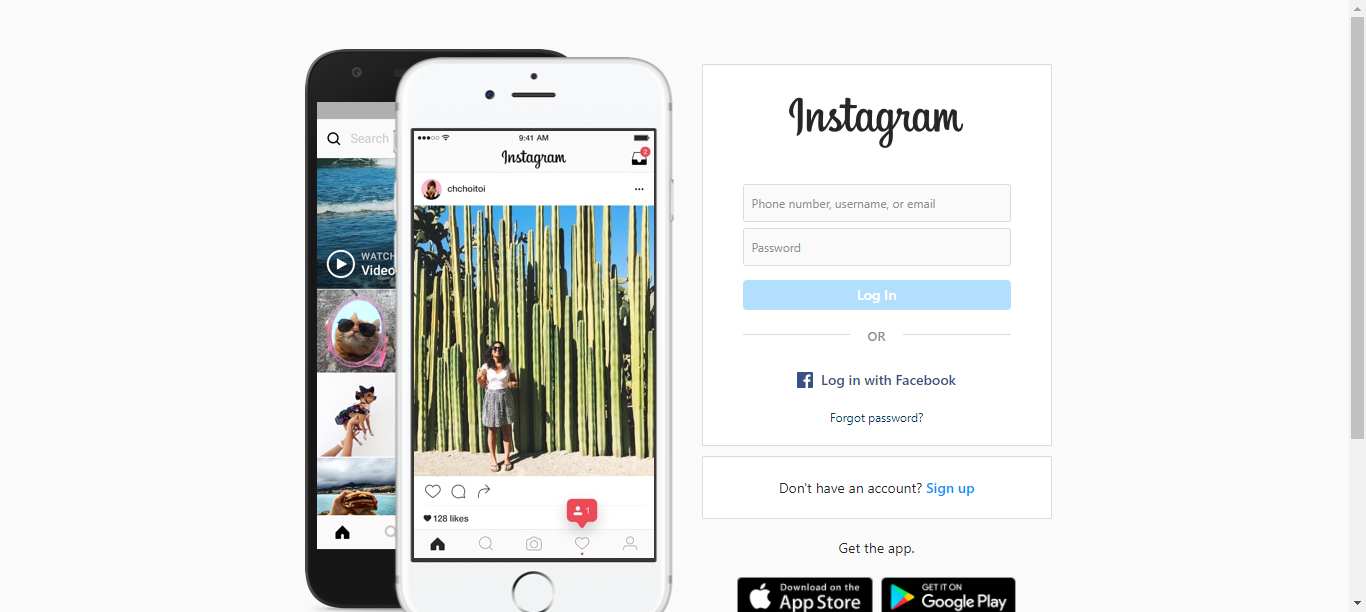 Search
WATCH
Video
9:41 AM
Instagram
2
chchoitoi
128 likes
1
Instagram
Phone number, username, or email
Password
Log In
OR
Log in with Facebook
Forgot password?
Don't have an account? Sign up
Get the app.
Download on the
App Store
GET IT ON
Google Play